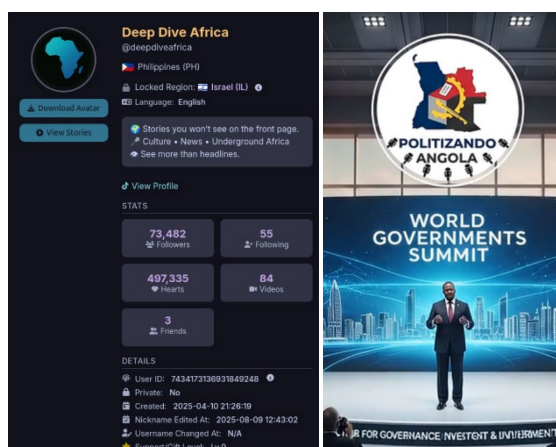 Deep Dive Africa
@deepdiveafrica
Philippines (PH)
Locked Region: Israel (IL)
Language: English
Download Avatar
View Stories
Stories you won't see on the front page.
Culture • News • Underground Africa
See more than headlines.
View Profile
STATS
73,482
Followers
55
Following
497,335
Hearts
84
Videos
3
Friends
DETAILS
User ID: 7434173136931849248
Private: No
Created: 2025-04-10 21:26:19
Nickname Edited At: 2025-08-09 12:43:02
Username Changed At: N/A
POLITIZANDO
ANGOLA
WORLD
GOVERNMENTS
SUMMIT
FOR GOVERNANCE